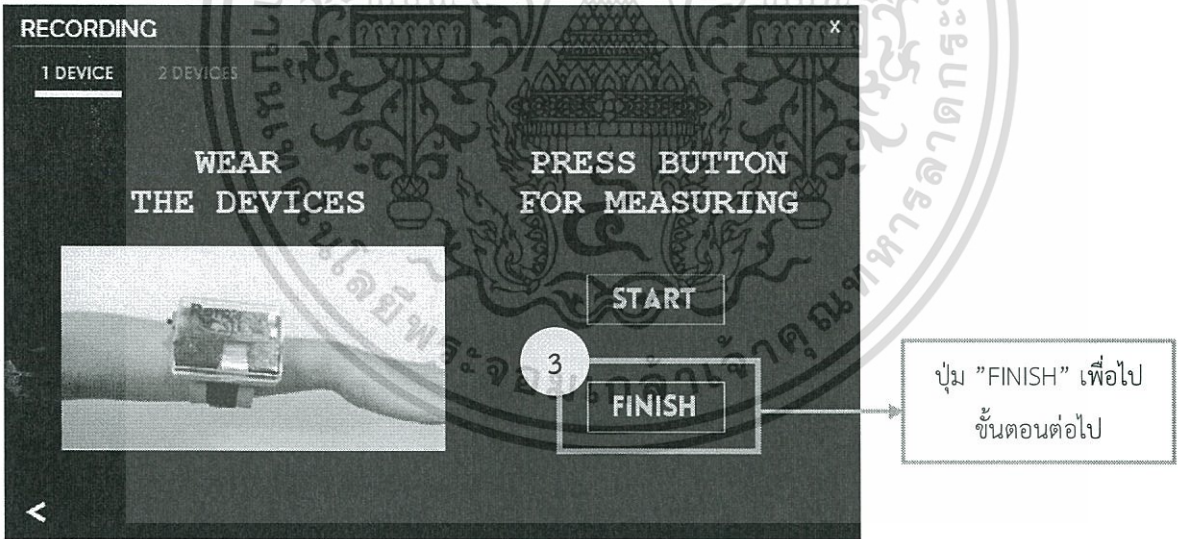 RECORDING
X
1 DEVICE
2 DEVICES
WEAR
THE DEVICES
PRESS BUTTON
FOR MEASURING
START
3
FINISH
<
ปุ่ม "FINISH" เพื่อไป
ขั้นตอนต่อไป